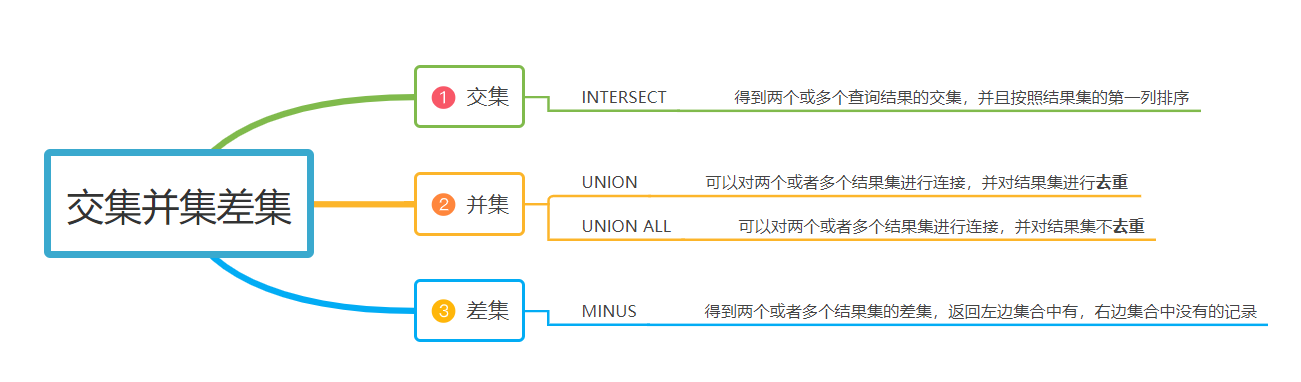 交集并集差集
1 交集
INTERSECT
得到两个或多个查询结果的交集，并且按照结果集的第一列排序
2 并集
UNION
可以对两个或者多个结果集进行连接，并对结果集进行去重
UNION ALL
可以对两个或者多个结果集进行连接，并对结果集不去重
3 差集
MINUS
得到两个或者多个结果集的差集，返回左边集合中有，右边集合中没有的记录